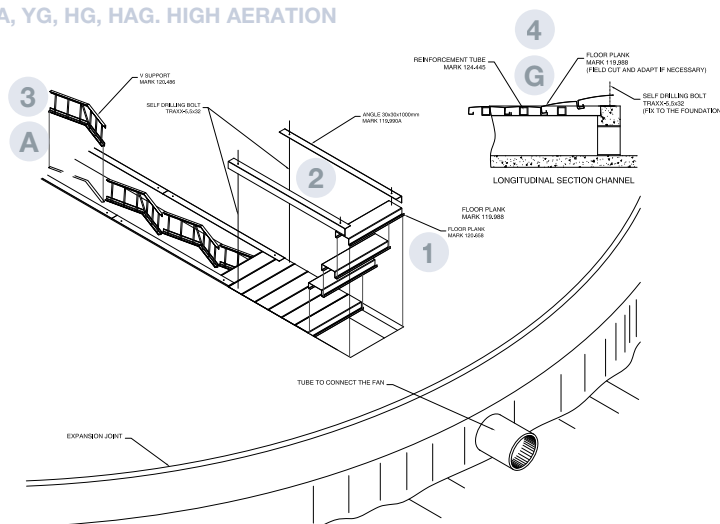 A, YG, HG, HAG. HIGH AERATION
4
G
REINFORCEMENT TUBE
MARK 124.445
FLOOR PLANK
MARK 119.988
(FIELD CUT AND ADAPT IF NECESSARY)
SELF DRILLING BOLT
TRAXX-5,5x32
(FIX TO THE FOUNDATION
LONGITUDINAL SECTION CHANNEL
3
A
V SUPPORT
MARK 120.486
SELF DRILLING BOLT
TRAXX-5,5x32
ANGLE 30x30x1000mm
MARK 119.990A
2
FLOOR PLANK
MARK 119.988
FLOOR PLANK
MARK 120.658
1
TUBE TO CONNECT THE FAN
EXPANSION JOINT